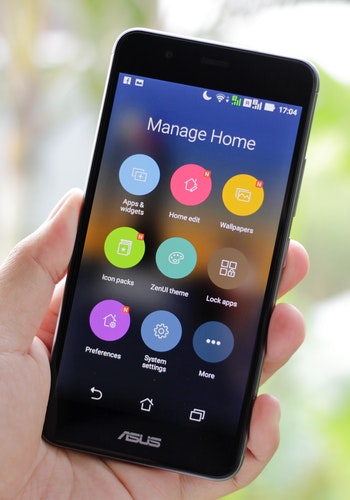 17:04
Manage Home
Apps &
widgets
Home edit
Wallpapers
Icon packs
ZenUI theme
Lock apps
Preferences
System
settings
More
ASUS